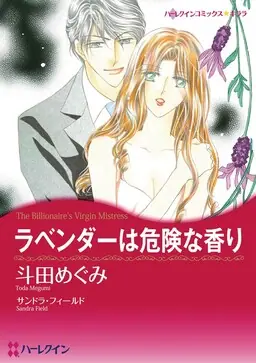 ハーレクインコミックス★キララ
The Billionaire's Virgin Mistress
ラベンダーは危険な香り
斗田めぐみ
Toda Megumi
サンドラ・フィールド
Sandra Field
ハーレクイン